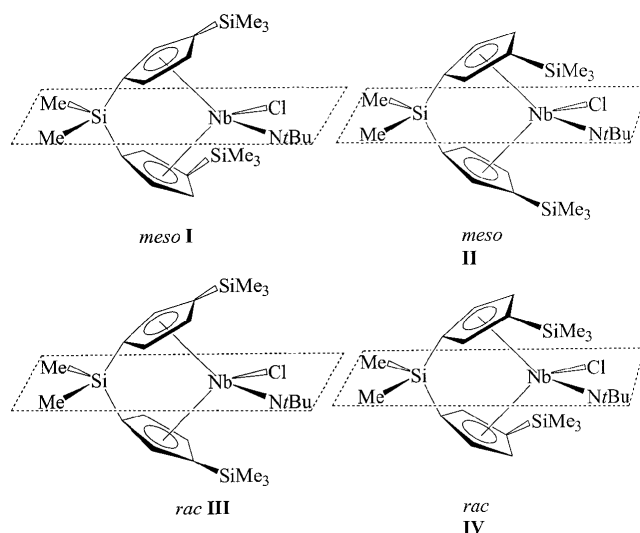 SiMe3
Me
Si
Me
Nb
Cl
NtBu
SiMe3
meso I
SiMe3
Me
Si
Me
Nb
Cl
NtBu
SiMe3
meso
II
SiMe3
Me
Si
Me
Nb
Cl
NtBu
SiMe3
rac III
SiMe3
Me
Si
Me
Nb
Cl
NtBu
SiMe3
rac
IV